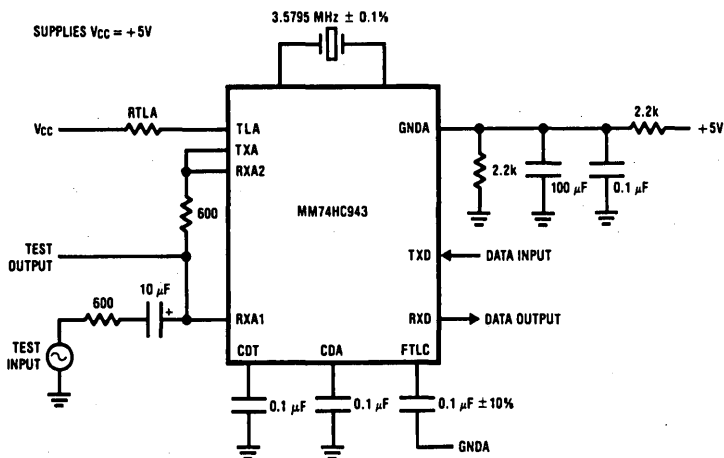 3.5795 MHz ± 0.1%
SUPPLIES VCC = +5V
VCC
RTLA
TLA
TXA
RXA2
GNDA
2.2k
+5V
2.2k
100 µF
0.1 µF
MM74HC943
600
TEST
OUTPUT
TXD
DATA INPUT
600
10 µF
+
RXA1
RXD
DATA OUTPUT
TEST
INPUT
CDT
CDA
FTLC
0.1 µF
0.1 µF
0.1 µF ±10%
GNDA